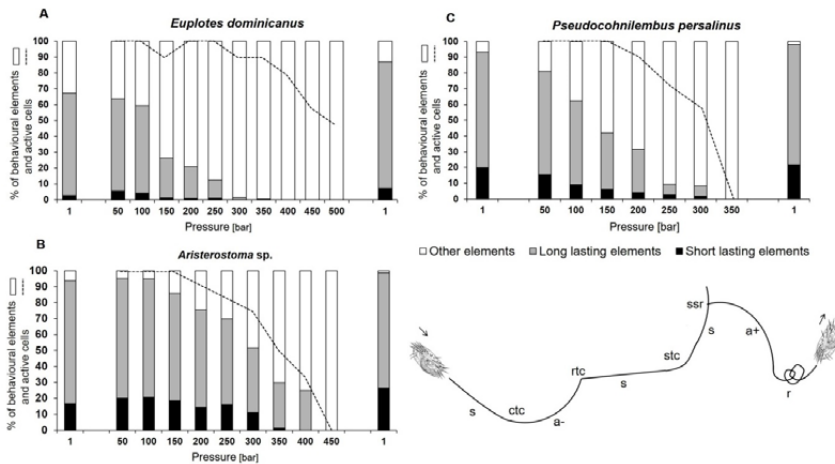 A
Euplotes dominicanus
% of behavioural elements
and active cells
100
90
80
70
60
50
40
30
20
10
0
1 50 100 150 200 250 300 350 400 450 500 1
Pressure [bar]
B
Aristerostoma sp.
% of behavioural elements
and active cells
100
90
80
70
60
50
40
30
20
10
0
1 50 100 150 200 250 300 350 400 450 1
Pressure [bar]
C
Pseudocohnilembus persalinus
% of behavioural elements
and active cells
100
90
80
70
60
50
40
30
20
10
0
1 50 100 150 200 250 300 350 1
Pressure [bar]
Other elements Long lasting elements Short lasting elements
s
ctc
a-
rtc
s
stc
ssr
s
a+
r